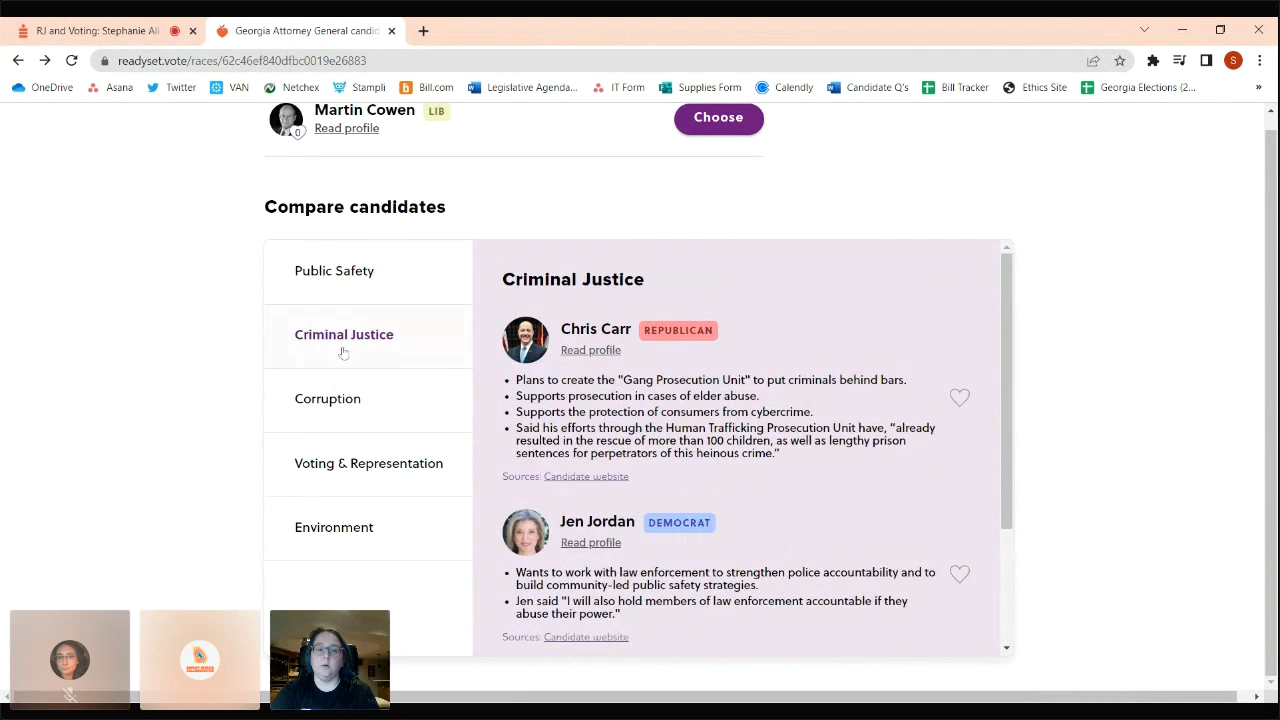 RJ and Voting: Stephanie Ali
Georgia Attorney General candid
readyset.vote/races/62c46ef840dfbc0019e26883
S
OneDrive
Asana
Twitter
VAN
Netchex
Stampli
Bill.com
Legislative Agenda...
IT Form
Supplies Form
Calendly
Candidate Q's
Bill Tracker
Ethics Site
Georgia Elections (2...
»
Martin Cowen LIB
0
Read profile
Choose
Compare candidates
Public Safety
Criminal Justice
Corruption
Voting & Representation
Environment
Criminal Justice
Chris Carr REPUBLICAN
Read profile
• Plans to create the "Gang Prosecution Unit" to put criminals behind bars.
• Supports prosecution in cases of elder abuse.
• Supports the protection of consumers from cybercrime.
• Said his efforts through the Human Trafficking Prosecution Unit have, “already
resulted in the rescue of more than 100 children, as well as lengthy prison
sentences for perpetrators of this heinous crime.”
Sources: Candidate website
Jen Jordan DEMOCRAT
Read profile
• Wants to work with law enforcement to strengthen police accountability and to
build community-led public safety strategies.
• Jen said "I will also hold members of law enforcement accountable if they
abuse their power."
Sources: Candidate website